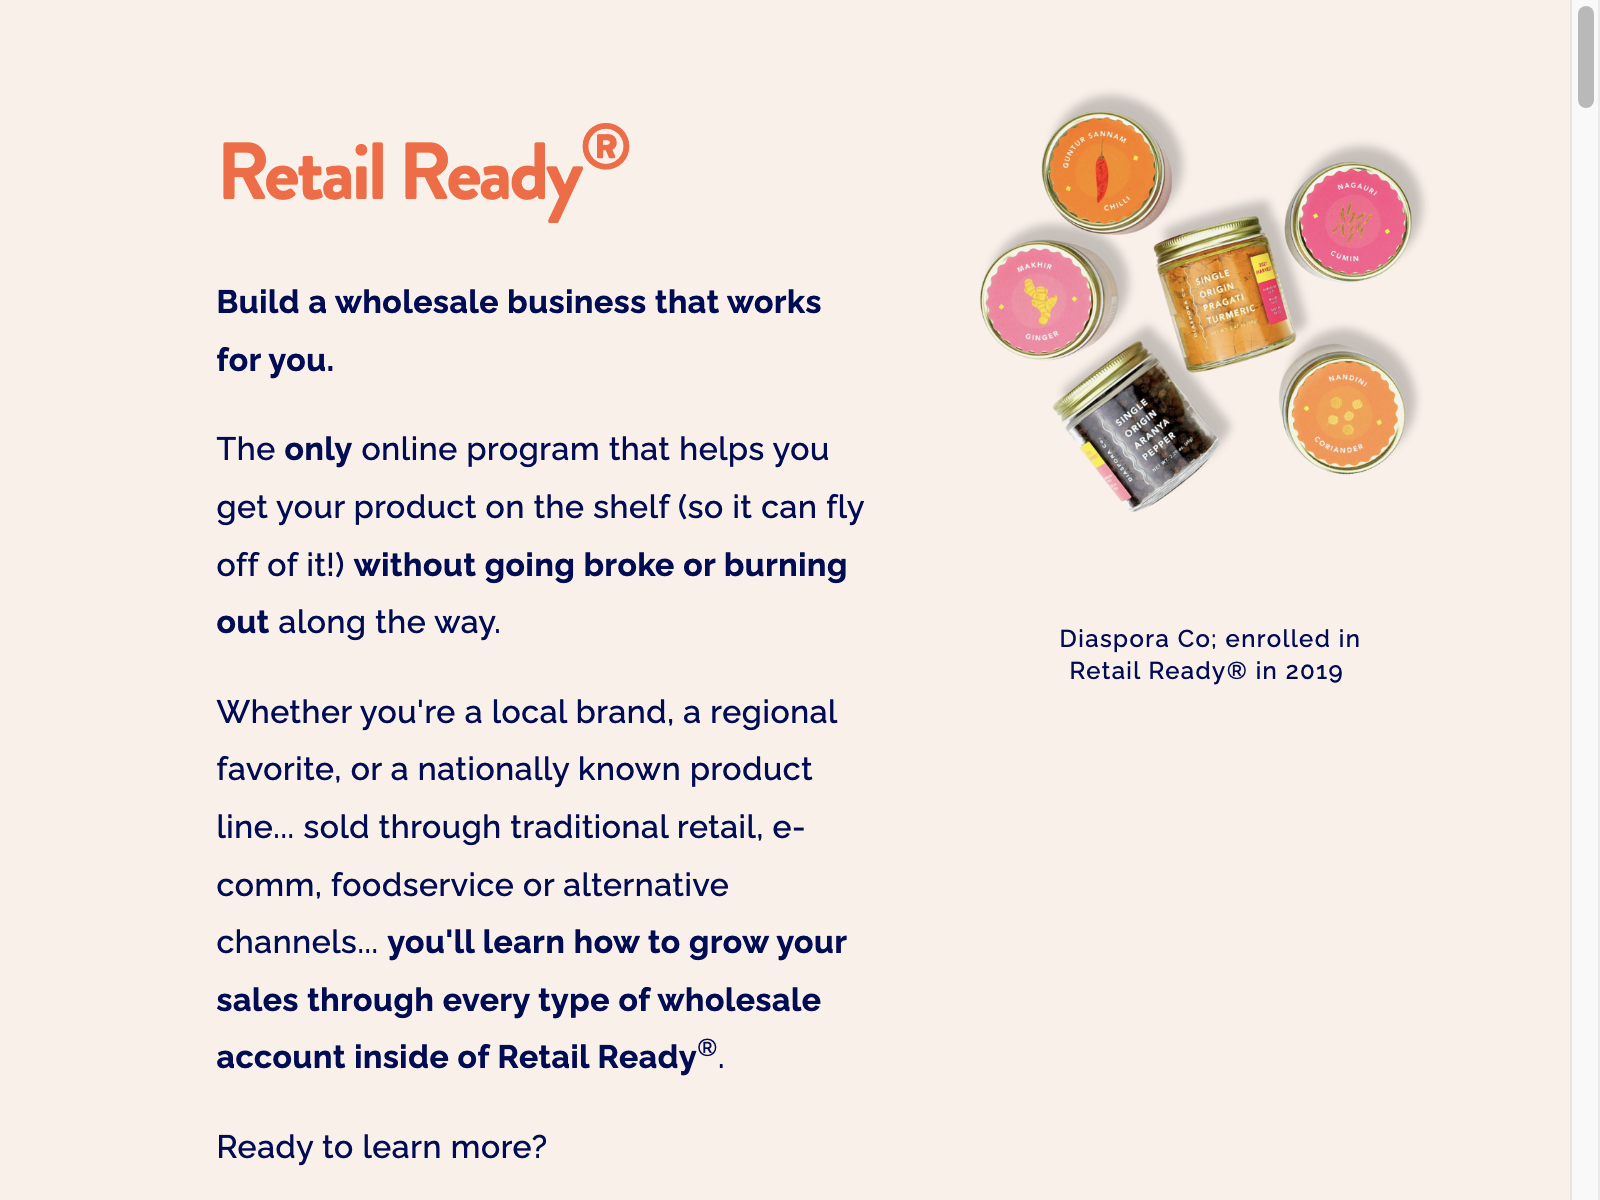 Retail Ready®
Build a wholesale business that works
for you.
The only online program that helps you
get your product on the shelf (so it can fly
off of it!) without going broke or burning
out along the way.
Whether you're a local brand, a regional
favorite, or a nationally known product
line... sold through traditional retail, e-
comm, foodservice or alternative
channels... you'll learn how to grow your
sales through every type of wholesale
account inside of Retail Ready®.
Ready to learn more?
GUNTUR SANNAM
CHILLI
NAGAURI
CUMIN
MAKHIR
GINGER
SINGLE
ORIGIN
PRAGATI
TURMERIC
DIASPORA CO.
SINGLE
ORIGIN
ARANYA
PEPPER
DIASPORA CO.
NANDINI
CORIANDER
Diaspora Co; enrolled in
Retail Ready® in 2019